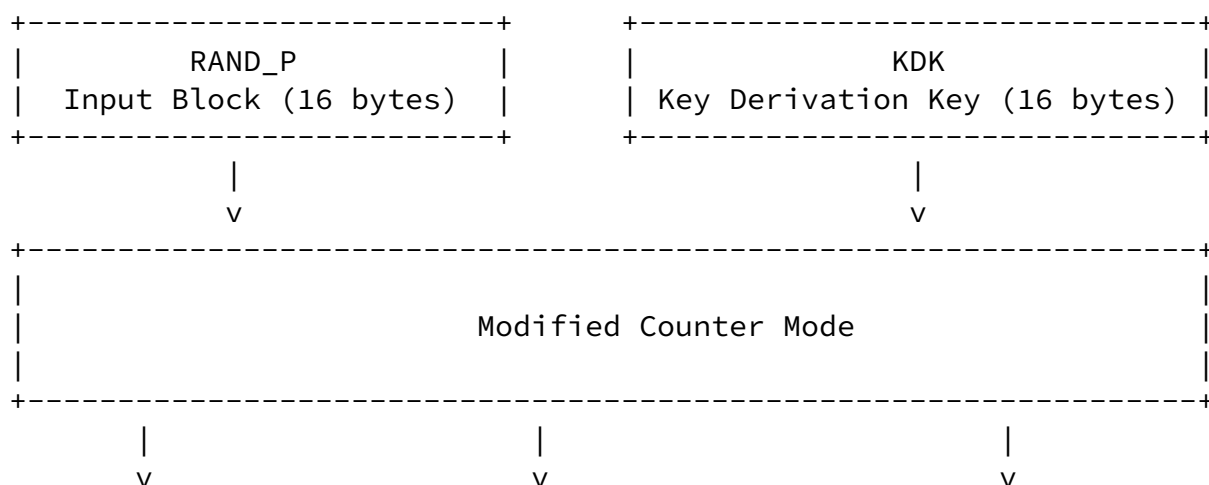 +--------------------------+      +-------------------------------+
|         RAND_P           |      |              KDK              |
|  Input Block (16 bytes)  |      | Key Derivation Key (16 bytes) |
+--------------------------+      +-------------------------------+
            |                                     |
            v                                     v
+-----------------------------------------------------------------+
|                                                                 |
|                         Modified Counter Mode                   |
|                                                                 |
+-----------------------------------------------------------------+
       |                     |                         |
       v                     v                         v